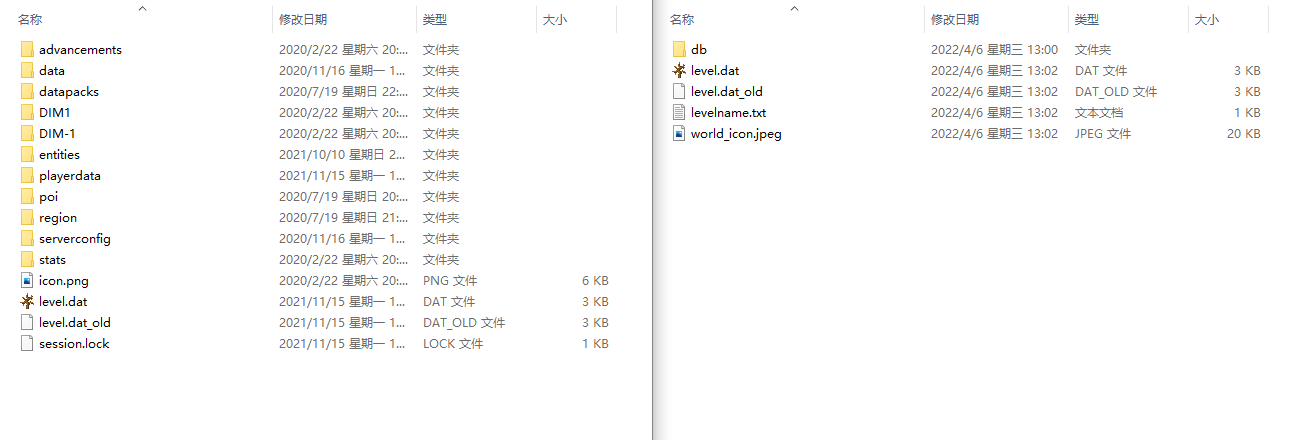 名称 修改日期 类型 大小
advancements 2020/2/22 星期六 20:... 文件夹
data 2020/11/16 星期一 1... 文件夹
datapacks 2020/7/19 星期日 22:... 文件夹
DIM1 2020/2/22 星期六 20:... 文件夹
DIM-1 2020/2/22 星期六 20:... 文件夹
entities 2021/10/10 星期日 2... 文件夹
playerdata 2021/11/15 星期一 1... 文件夹
poi 2020/7/19 星期日 20:... 文件夹
region 2020/7/19 星期日 21:... 文件夹
serverconfig 2020/11/16 星期一 1... 文件夹
stats 2020/2/22 星期六 20:... 文件夹
icon.png 2020/2/22 星期六 20:... PNG 文件 6 KB
level.dat 2021/11/15 星期一 1... DAT 文件 3 KB
level.dat_old 2021/11/15 星期一 1... DAT_OLD 文件 3 KB
session.lock 2021/11/15 星期一 1... LOCK 文件 1 KB
名称 修改日期 类型 大小
db 2022/4/6 星期三 13:00 文件夹
level.dat 2022/4/6 星期三 13:02 DAT 文件 3 KB
level.dat_old 2022/4/6 星期三 13:02 DAT_OLD 文件 3 KB
levelname.txt 2022/4/6 星期三 13:02 文本文档 1 KB
world_icon.jpeg 2022/4/6 星期三 13:02 JPEG 文件 20 KB